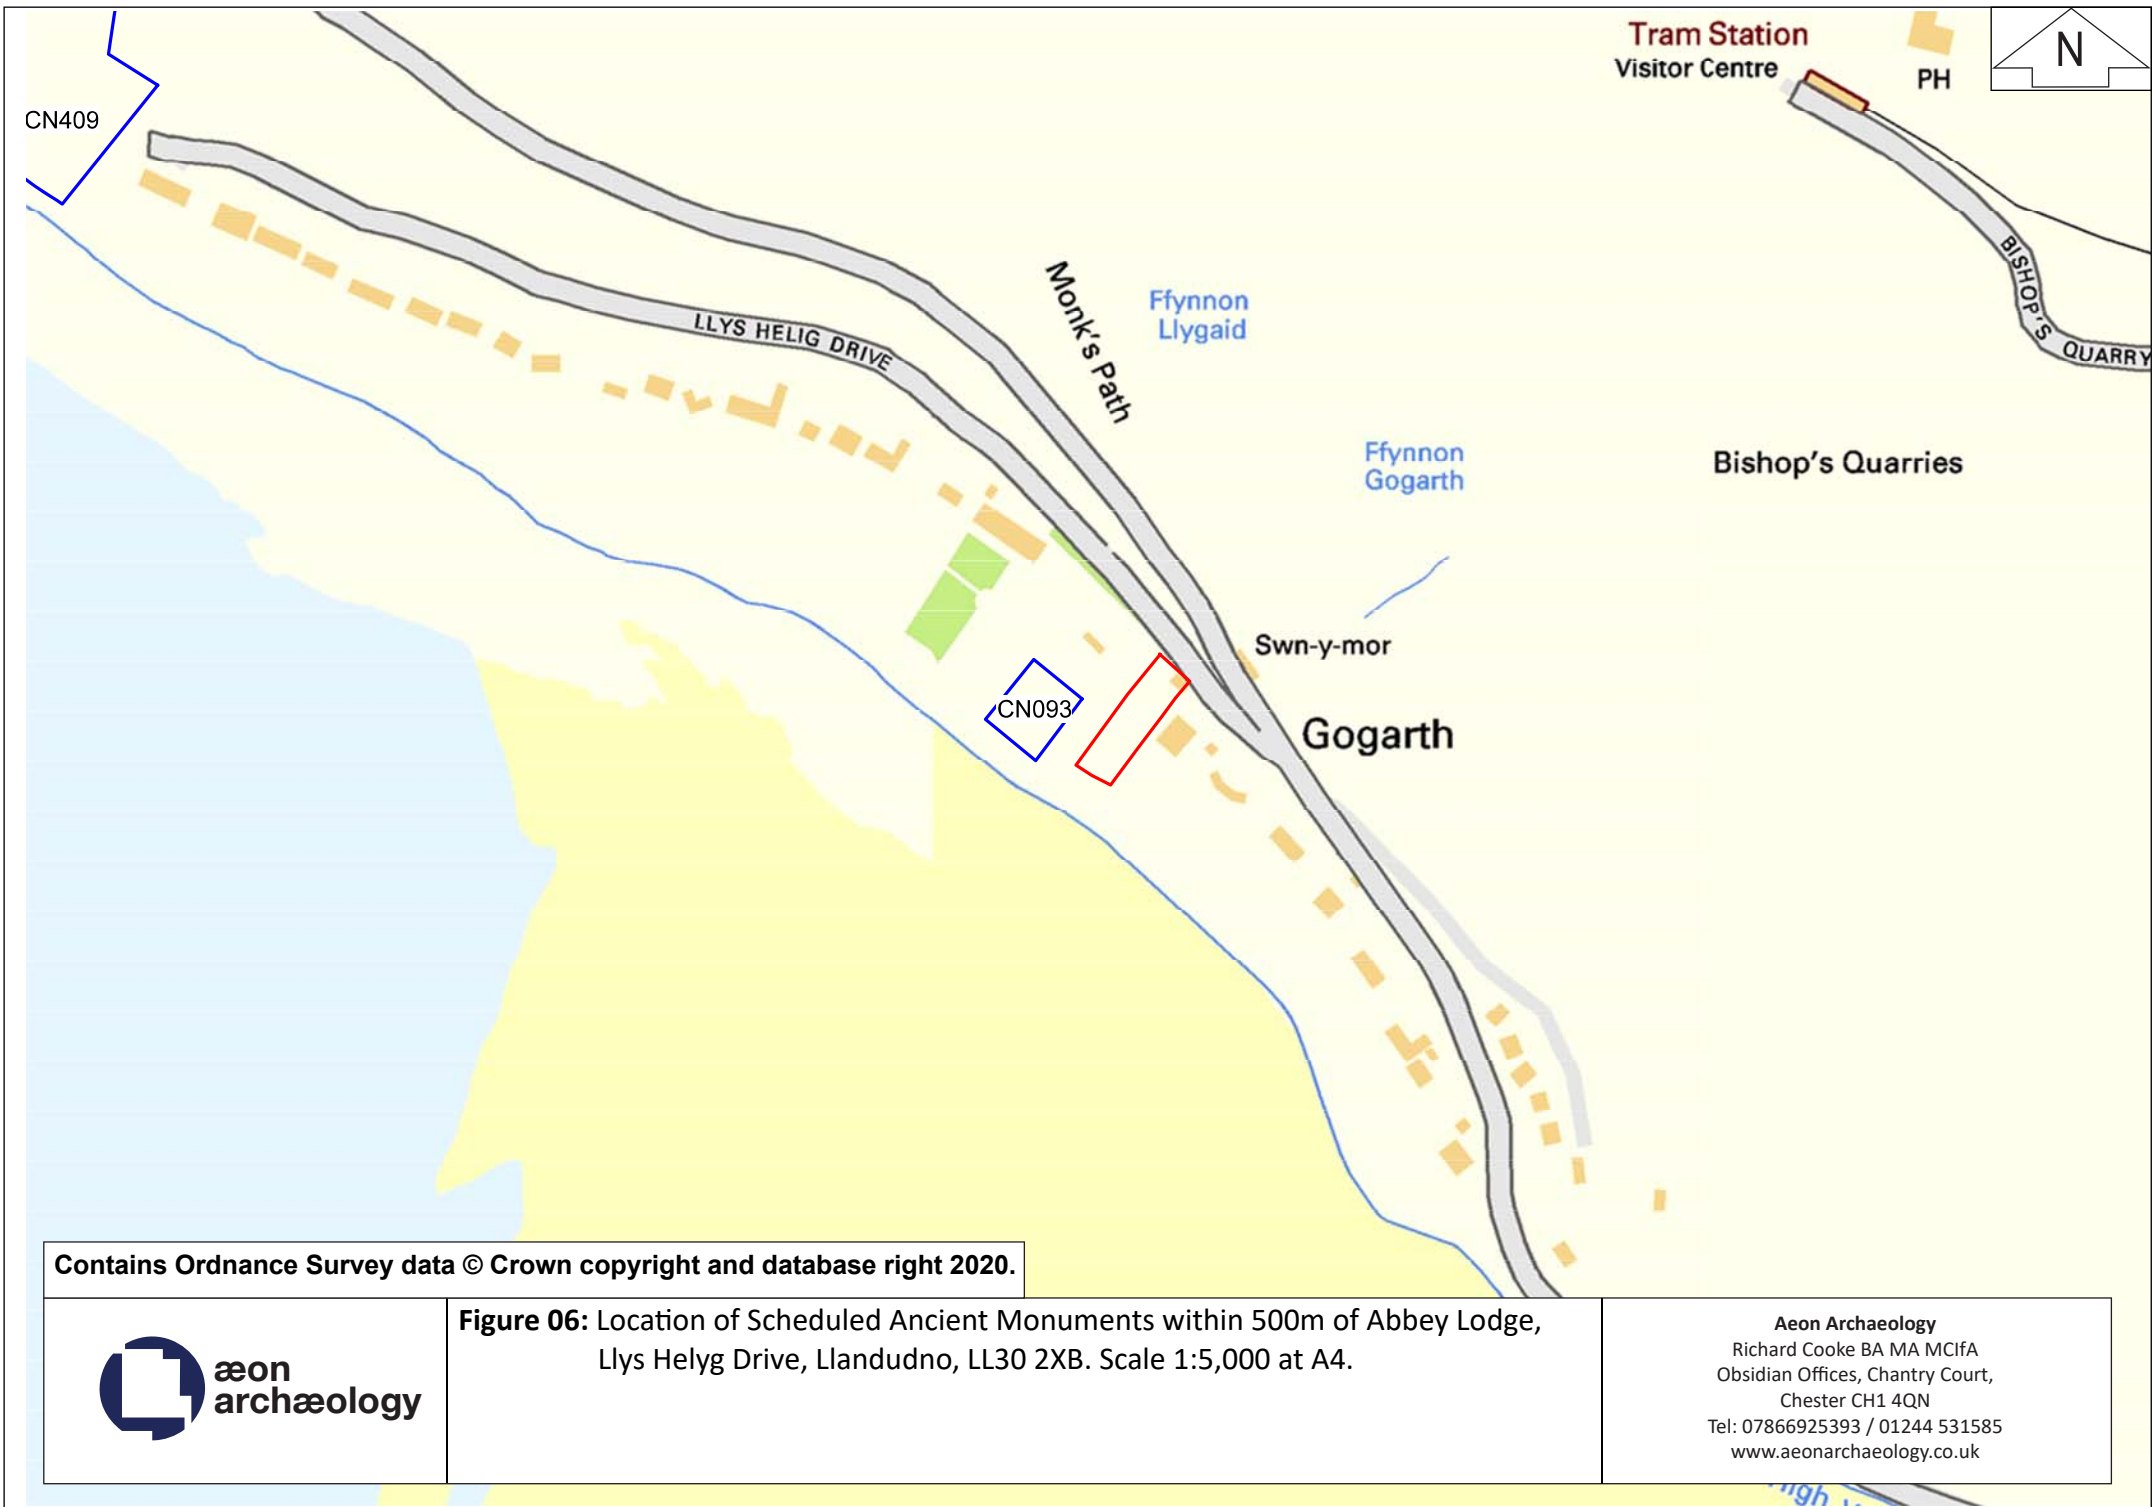 Tram Station
Visitor Centre
PH
N
CN409
BISHOP'S QUARRY
Monk's Path
Ffynnon
Llygaid
LLYS HELIG DRIVE
Ffynnon
Gogarth
Bishop's Quarries
Swn-y-mor
CN093
Gogarth
Contains Ordnance Survey data © Crown copyright and database right 2020.
æon
archæology
Figure 06: Location of Scheduled Ancient Monuments within 500m of Abbey Lodge,
Llys Helyg Drive, Llandudno, LL30 2XB. Scale 1:5,000 at A4.
Aeon Archaeology
Richard Cooke BA MA MCIfA
Obsidian Offices, Chantry Court,
Chester CH1 4QN
Tel: 07866925393 / 01244 531585
www.aeonarchaeology.co.uk